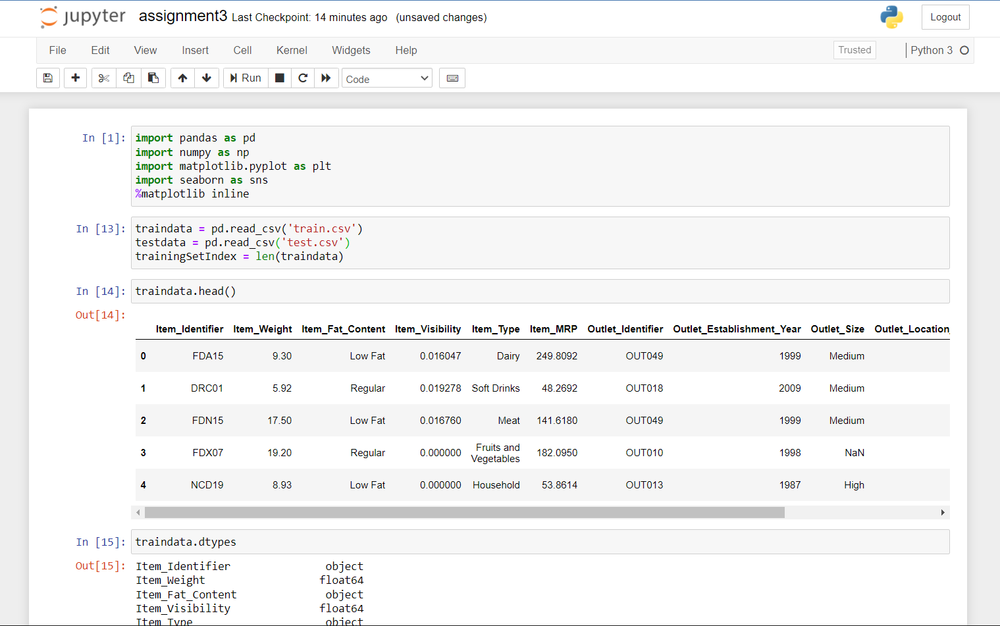 jupyter assignment3 Last Checkpoint: 14 minutes ago (unsaved changes) Logout
File Edit View Insert Cell Kernel Widgets Help Trusted Python 3
Run Code
In [1]: import pandas as pd
import numpy as np
import matplotlib.pyplot as plt
import seaborn as sns
%matplotlib inline
In [13]: traindata = pd.read_csv('train.csv')
testdata = pd.read_csv('test.csv')
trainingSetIndex = len(traindata)
In [14]: traindata.head()
Out[14]:
Item_Identifier Item_Weight Item_Fat_Content Item_Visibility Item_Type Item_MRP Outlet_Identifier Outlet_Establishment_Year Outlet_Size Outlet_Location_
0 FDA15 9.30 Low Fat 0.016047 Dairy 249.8092 OUT049 1999 Medium
1 DRC01 5.92 Regular 0.019278 Soft Drinks 48.2692 OUT018 2009 Medium
2 FDN15 17.50 Low Fat 0.016760 Meat 141.6180 OUT049 1999 Medium
3 FDX07 19.20 Regular 0.000000 Fruits and Vegetables 182.0950 OUT010 1998 NaN
4 NCD19 8.93 Low Fat 0.000000 Household 53.8614 OUT013 1987 High
In [15]: traindata.dtypes
Out[15]: Item_Identifier object
Item_Weight float64
Item_Fat_Content object
Item_Visibility float64
Item_Type object